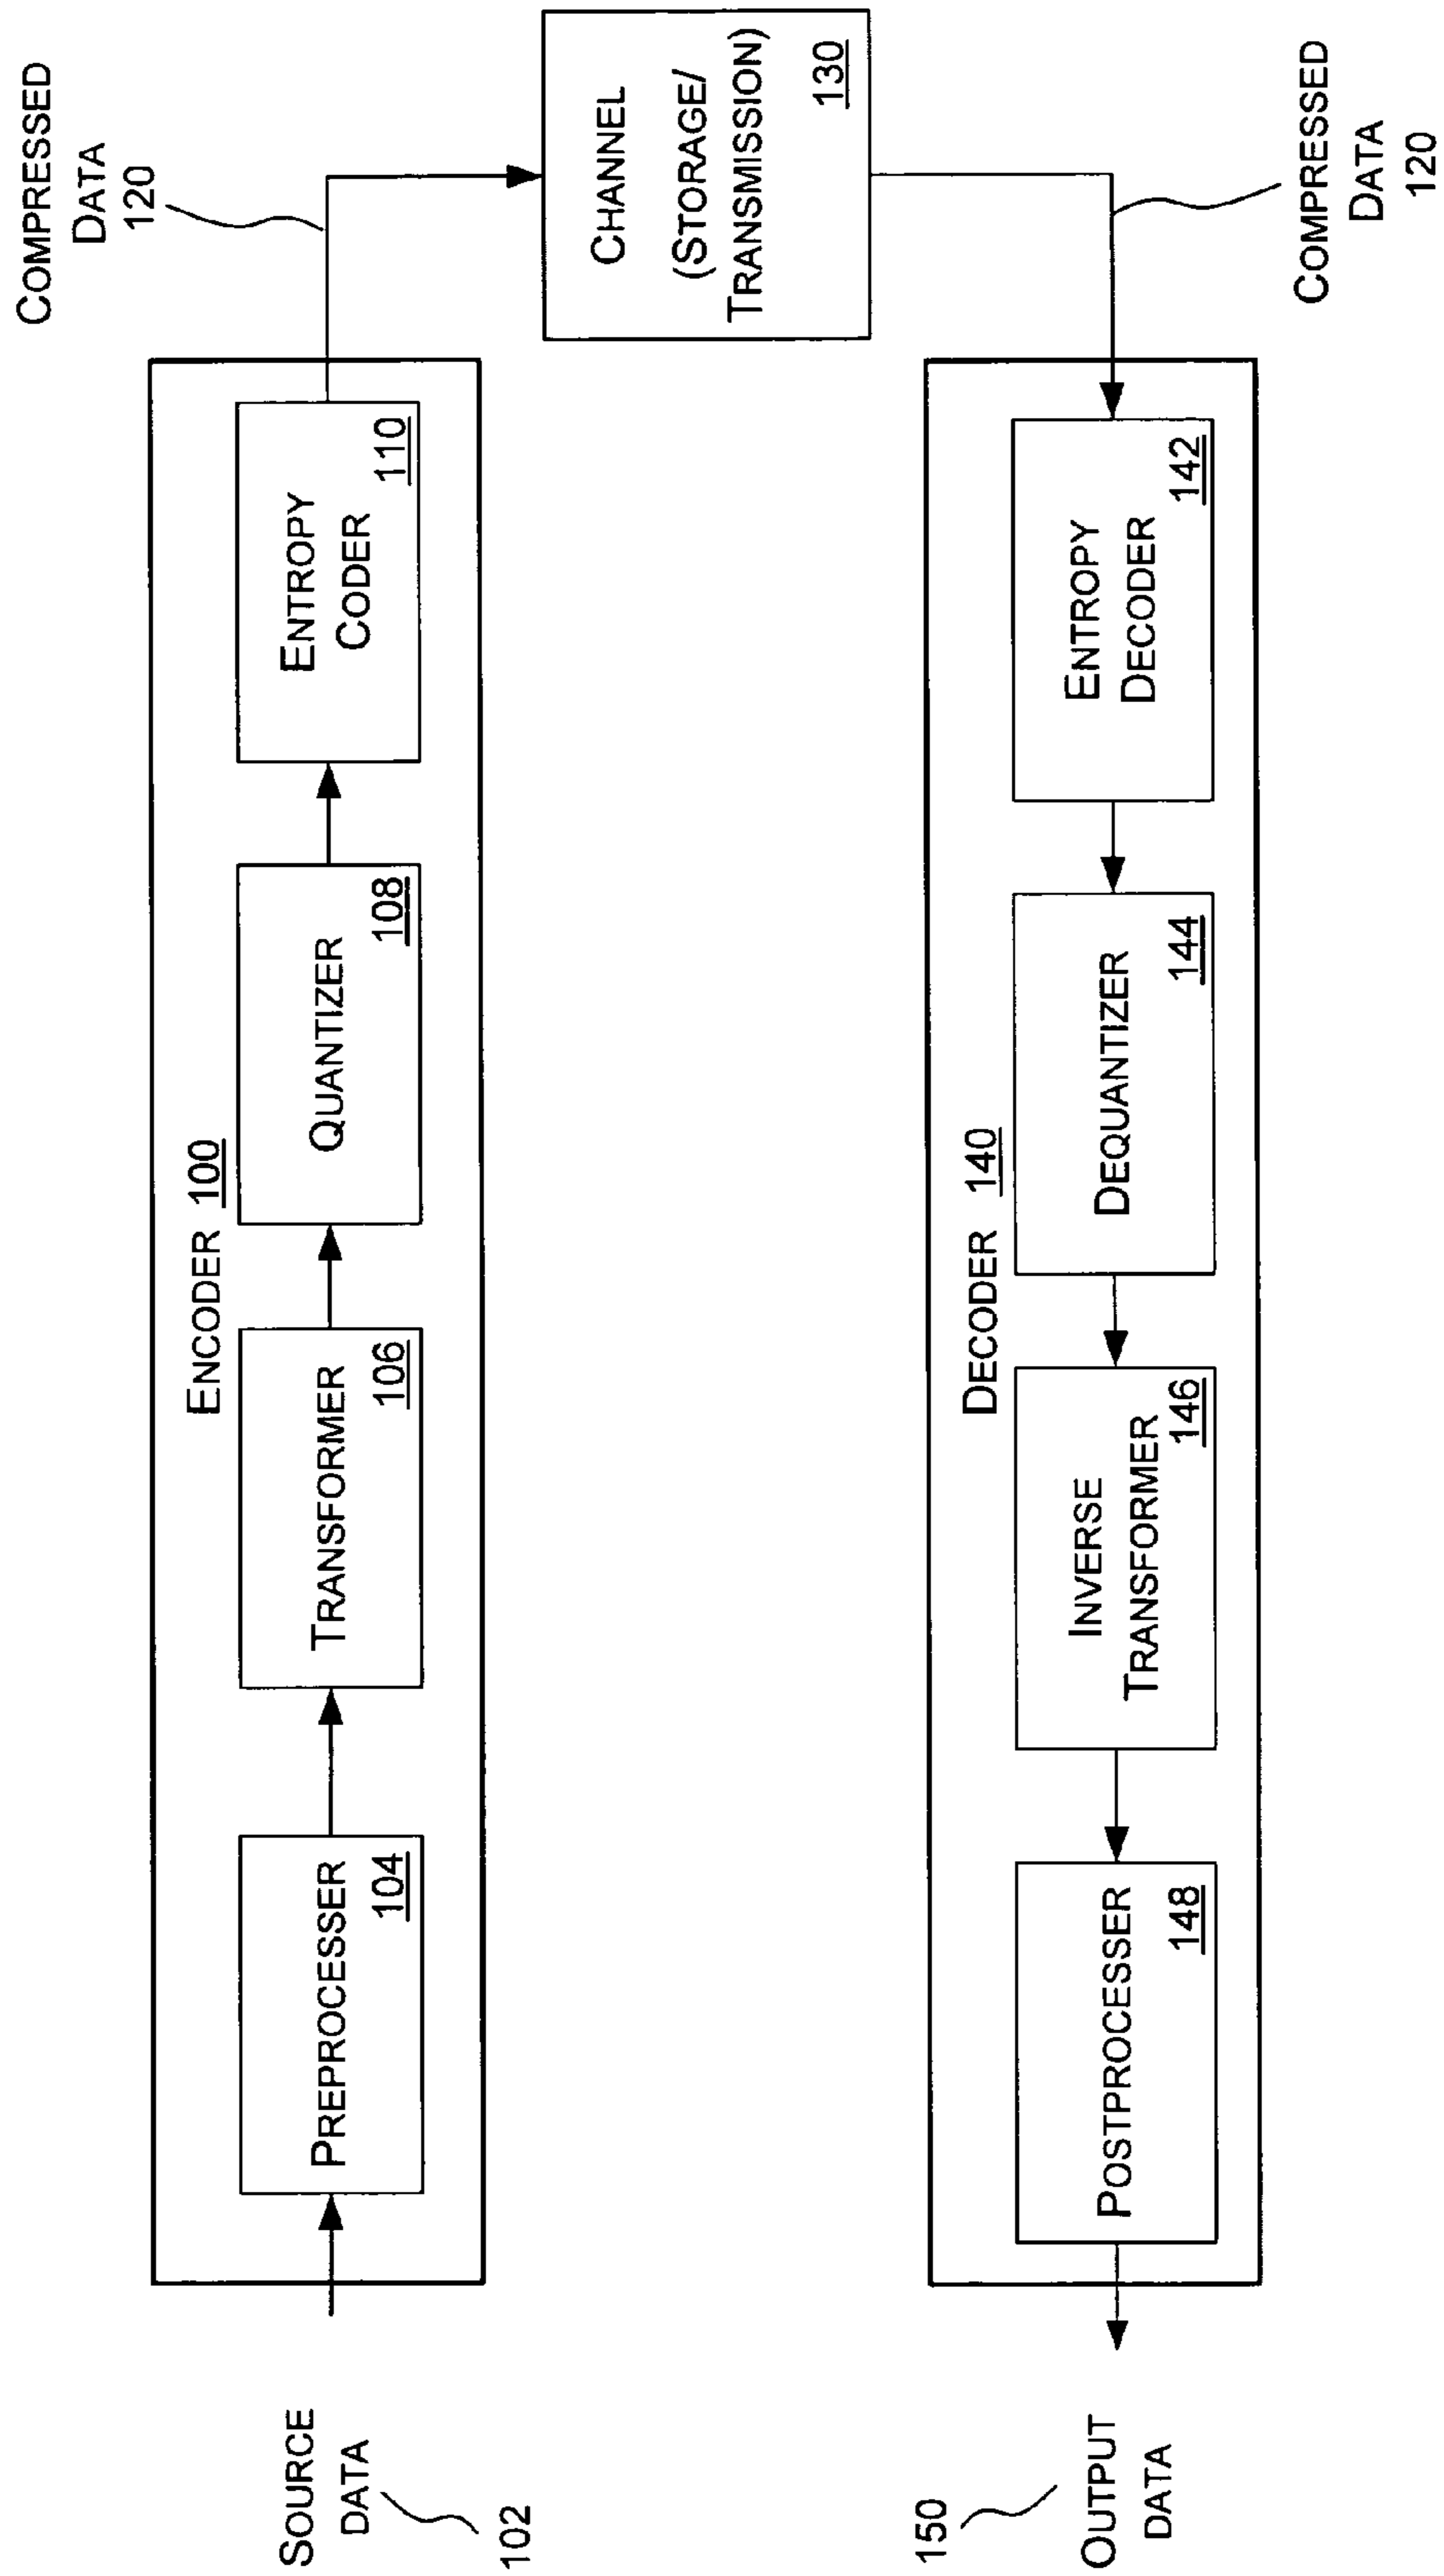 SOURCE
DATA
102
ENCODER 100
PREPROCESSER
104
TRANSFORMER
106
QUANTIZER
108
ENTROPY
CODER
110
COMPRESSED
DATA
120
CHANNEL
(STORAGE/
TRANSMISSION)
130
COMPRESSED
DATA
120
DECODER 140
ENTROPY
DECODER
142
DEQUANTIZER
144
INVERSE
TRANSFORMER
146
POSTPROCESSER
148
150
OUTPUT
DATA